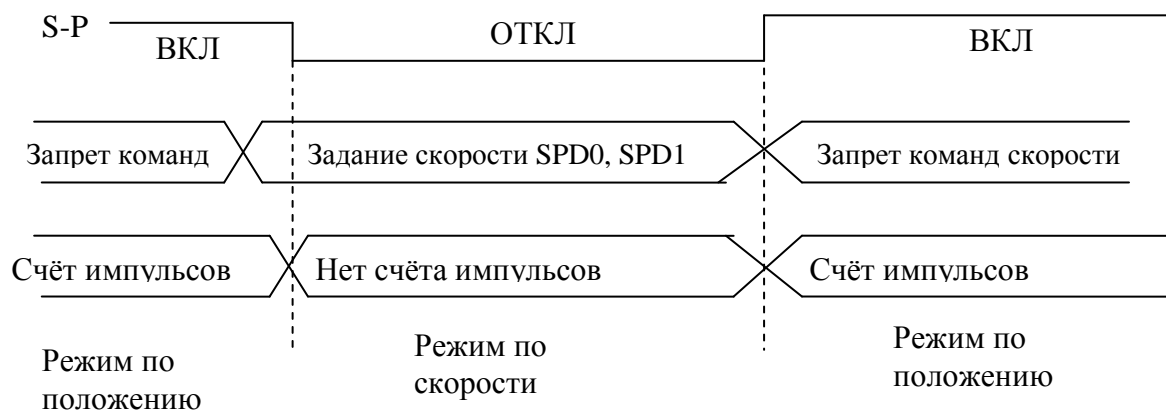 S-P
ВКЛ
ОТКЛ
ВКЛ
Запрет команд
Задание скорости SPD0, SPD1
Запрет команд скорости
Счёт импульсов
Нет счёта импульсов
Счёт импульсов
Режим по
положению
Режим по
скорости
Режим по
положению